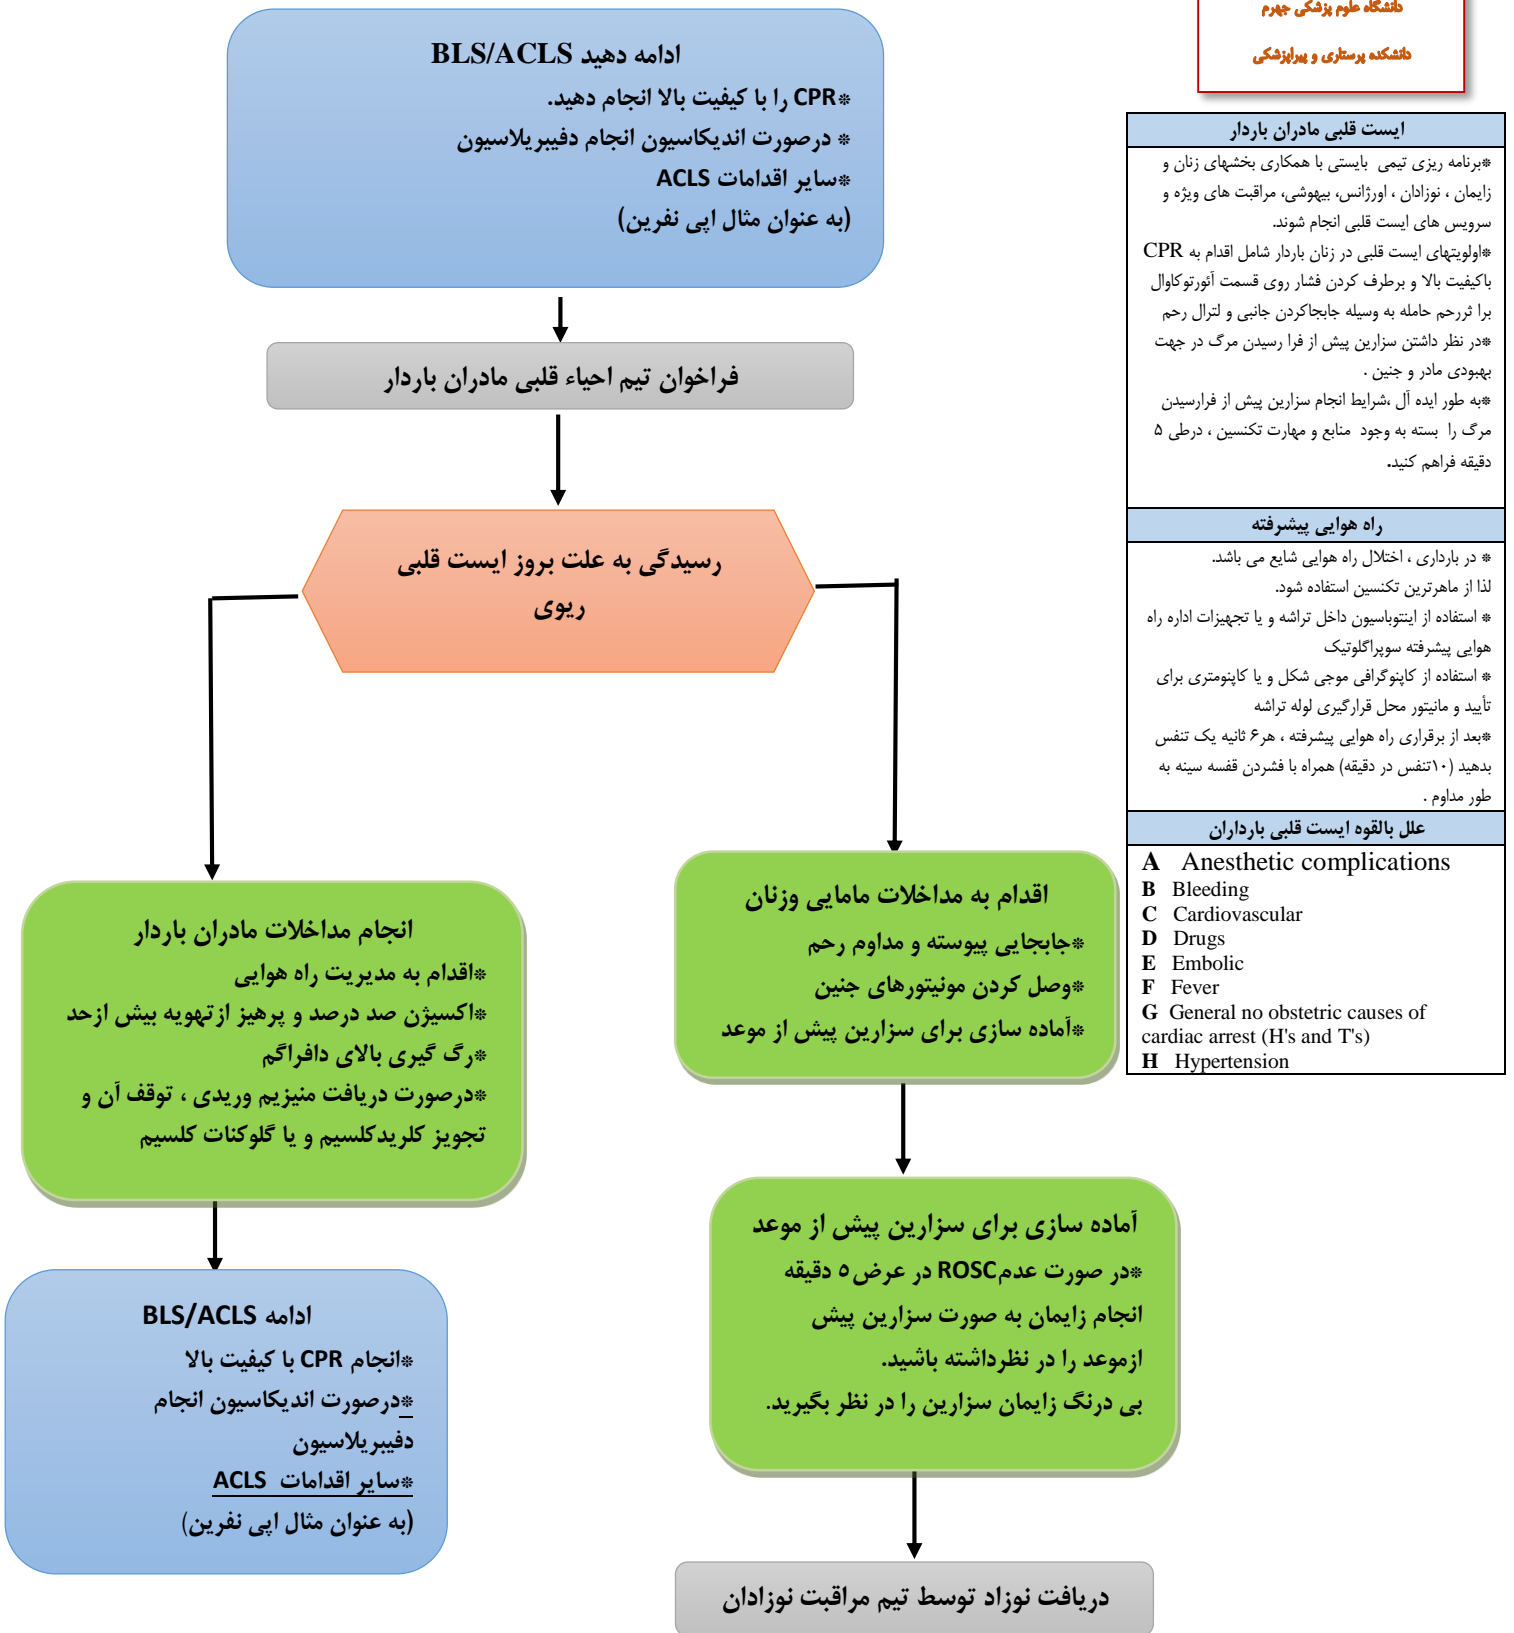 دانشگاه علوم پزشکی جهرم
دانشکده پرستاری و پیراپزشکی
ادامه دهید BLS/ACLS
*CPR را با کیفیت بالا انجام دهید.
* درصورت اندیکاسیون انجام دفیبریلاسیون
*سایر اقدامات ACLS
(به عنوان مثال اپی نفرین)
فراخوان تیم احیاء قلبی مادران باردار
رسیدگی به علت بروز ایست قلبی
ریوی
انجام مداخلات مادران باردار
*اقدام به مدیریت راه هوایی
*اکسیژن صد درصد و پرهیز ازتهویه بیش ازحد
*رگ گیری بالای دافراگم
*درصورت دریافت منیزیم وریدی ، توقف آن و
تجویز کلریدکلسیم و یا گلوکنات کلسیم
ادامه BLS/ACLS
*انجام CPR با کیفیت بالا
*درصورت اندیکاسیون انجام
دفیبریلاسیون
*سایر اقدامات ACLS
(به عنوان مثال اپی نفرین)
اقدام به مداخلات مامایی وزنان
*جابجایی پیوسته و مداوم رحم
*وصل کردن مونیتورهای جنین
*آماده سازی برای سزارین پیش از موعد
آماده سازی برای سزارین پیش از موعد
*در صورت عدمROSC در عرض۵ دقیقه
انجام زایمان به صورت سزارین پیش
ازموعد را در نظرداشته باشید.
بی درنگ زایمان سزارین را در نظر بگیرید.
دریافت نوزاد توسط تیم مراقبت نوزادان
ایست قلبی مادران باردار
*برنامه ریزی تیمی بایستی با همکاری بخشهای زنان و
زایمان ، نوزادان ، اورژانس، بیهوشی، مراقبت های ویژه و
سرویس های ایست قلبی انجام شوند.
*اولویتهای ایست قلبی در زنان باردار شامل اقدام به CPR
باکیفیت بالا و برطرف کردن فشار روی قسمت آئورتوکاوال
برا ثررحم حامله به وسیله جابجاکردن جانبی و لترال رحم
*در نظر داشتن سزارین پیش از فرا رسیدن مرگ در جهت
بهبودی مادر و جنین .
*به طور ایده آل ،شرایط انجام سزارین پیش از فرارسیدن
مرگ را بسته به وجود منابع و مهارت تکنسین ، درطی ۵
دقیقه فراهم کنید.
راه هوایی پیشرفته
* در بارداری ، اختلال راه هوایی شایع می باشد.
لذا از ماهرترین تکنسین استفاده شود.
* استفاده از اینتوباسیون داخل تراشه و یا تجهیزات اداره راه
هوایی پیشرفته سوپراگلوتیک
* استفاده از کاپنوگرافی موجی شکل و یا کاپنومتری برای
تأیید و مانیتور محل قرارگیری لوله تراشه
*بعد از برقراری راه هوایی پیشرفته ، هر۶ ثانیه یک تنفس
بدهید (۱۰تنفس در دقیقه) همراه با فشردن قفسه سینه به
طور مداوم .
علل بالقوه ایست قلبی بارداران
A Anesthetic complications
B Bleeding
C Cardiovascular
D Drugs
E Embolic
F Fever
G General no obstetric causes of
cardiac arrest (H's and T's)
H Hypertension